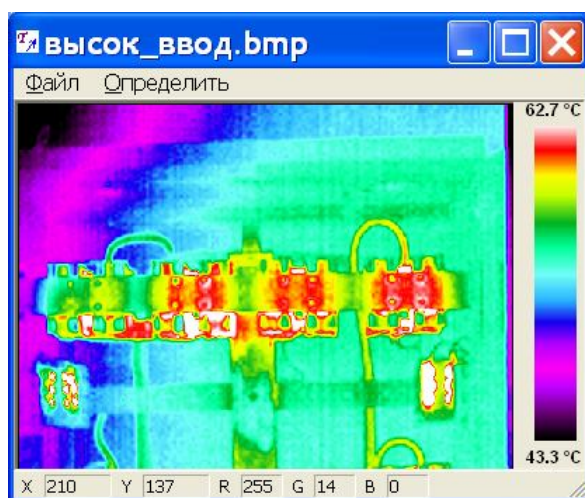 высок_ввод.bmp
Файл Определить
62.7 °C
43.3 °C
X 210 Y 137 R 255 G 14 B 0